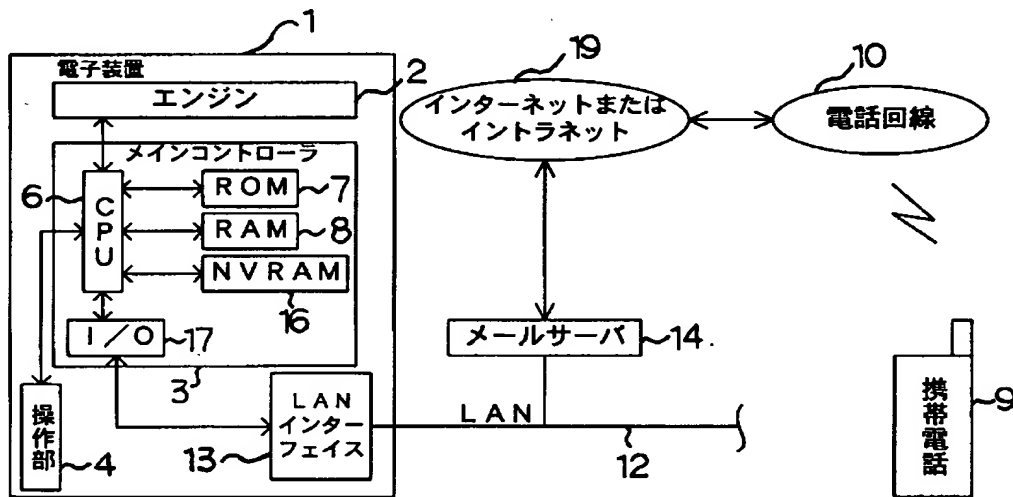 1
電子装置
2
エンジン
メインコントローラ
6
CPU
ROM
7
RAM
8
NVRAM
16
I/O
17
3
操作部
4
LAN
インター
フェイス
13
19
インターネットまたは
イントラネット
10
電話回線
メールサーバ
14.
LAN
12
携帯電話
9